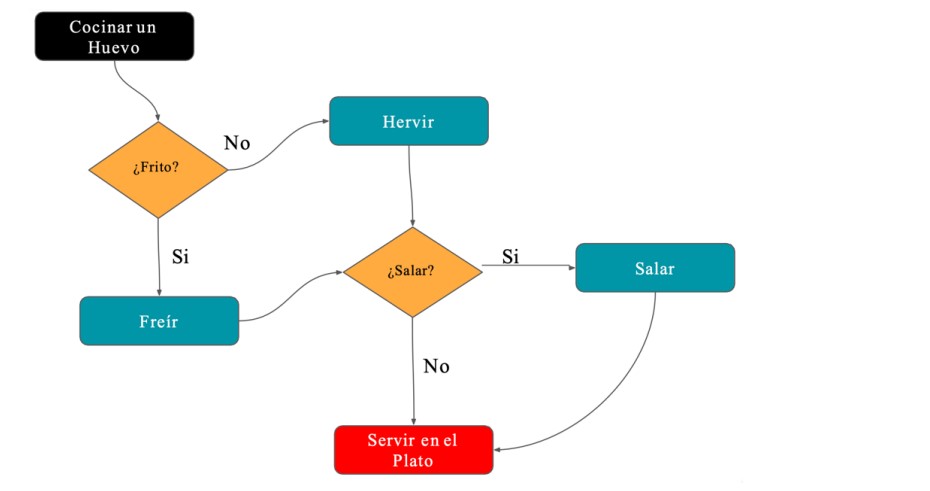 Cocinar un
Huevo
No
Hervir
¿Frito?
Si
¿Salar?
Si
Salar
Freír
No
Servir en el
Plato